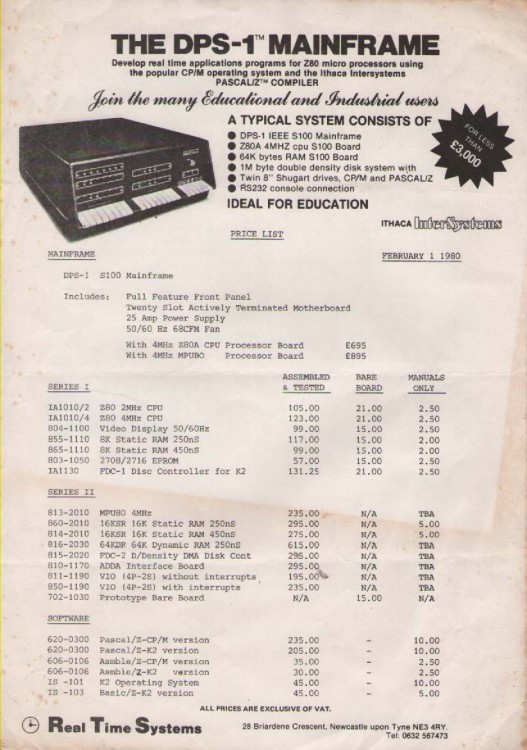 THE DPS-1™ MAINFRAME
Develop real time applications programs for Z80 micro processors using
the popular CP/M operating system and the Ithaca Intersystems
PASCAL/Z™ COMPILER
Join the many Educational and Industrial users
A TYPICAL SYSTEM CONSISTS OF
● DPS-1 IEEE S100 Mainframe
● Z80A 4MHZ cpu S100 Board
● 64K bytes RAM S100 Board
● 1M byte double density disk system with
● Twin 8" Shugart drives, CP/M and PASCAL/Z
● RS232 console connection
FOR LESS
THAN
£3,000
IDEAL FOR EDUCATION
ITHACA InterSystems
PRICE LIST
MAINFRAME FEBRUARY 1 1980
DPS-1 S100 Mainframe
Includes: Full Feature Front Panel
Twenty Slot Actively Terminated Motherboard
25 Amp Power Supply
50/60 Hz 68CFM Fan
With 4MHz Z80A CPU Processor Board £695
With 4MHz MPU80 Processor Board £895
ASSEMBLED BARE MANUALS
SERIES I & TESTED BOARD ONLY
IA1010/2 Z80 2MHz CPU 105.00 21.00 2.50
IA1010/4 Z80 4MHz CPU 123.00 21.00 2.50
804-1100 Video Display 50/60Hz 99.00 15.00 2.50
855-1110 8K Static RAM 250nS 117.00 15.00 2.00
865-1110 8K Static RAM 450nS 99.00 15.00 2.00
803-1050 2708/2716 EPROM 57.00 15.00 2.50
IA1130 FDC-1 Disc Controller for K2 131.25 21.00 2.50
SERIES II
813-2010 MPU80 4MHz 235.00 N/A TBA
860-2010 16KSR 16K Static RAM 250nS 295.00 N/A 5.00
814-2010 16KSR 16K Static RAM 450nS 275.00 N/A 5.00
816-2030 64KDR 64K Dynamic RAM 250nS 615.00 N/A TBA
815-2020 FDC-2 D/Density DMA Disk Cont 295.00 N/A TBA
810-1170 ADDA Interface Board 295.00 N/A TBA
811-1190 VIO (4P-2S) without interrupts 195.00 N/A TBA
850-1190 VIO (4P-2S) with interrupts 235.00 N/A TBA
702-1030 Prototype Bare Board N/A 15.00 N/A
SOFTWARE
620-0300 Pascal/Z-CP/M version 235.00 - 10.00
620-0300 Pascal/Z-K2 version 205.00 - 10.00
606-0106 Asmble/Z-CP/M version 35.00 - 2.50
606-0106 Asmble/Z-K2 version 30.00 - 2.50
IS -101 K2 Operating System 45.00 - 10.00
IS -103 Basic/Z-K2 version 45.00 - 5.00
ALL PRICES ARE EXCLUSIVE OF VAT.
Real Time Systems 28 Briardene Crescent, Newcastle upon Tyne NE3 4RY.
Tel: 0632 567473